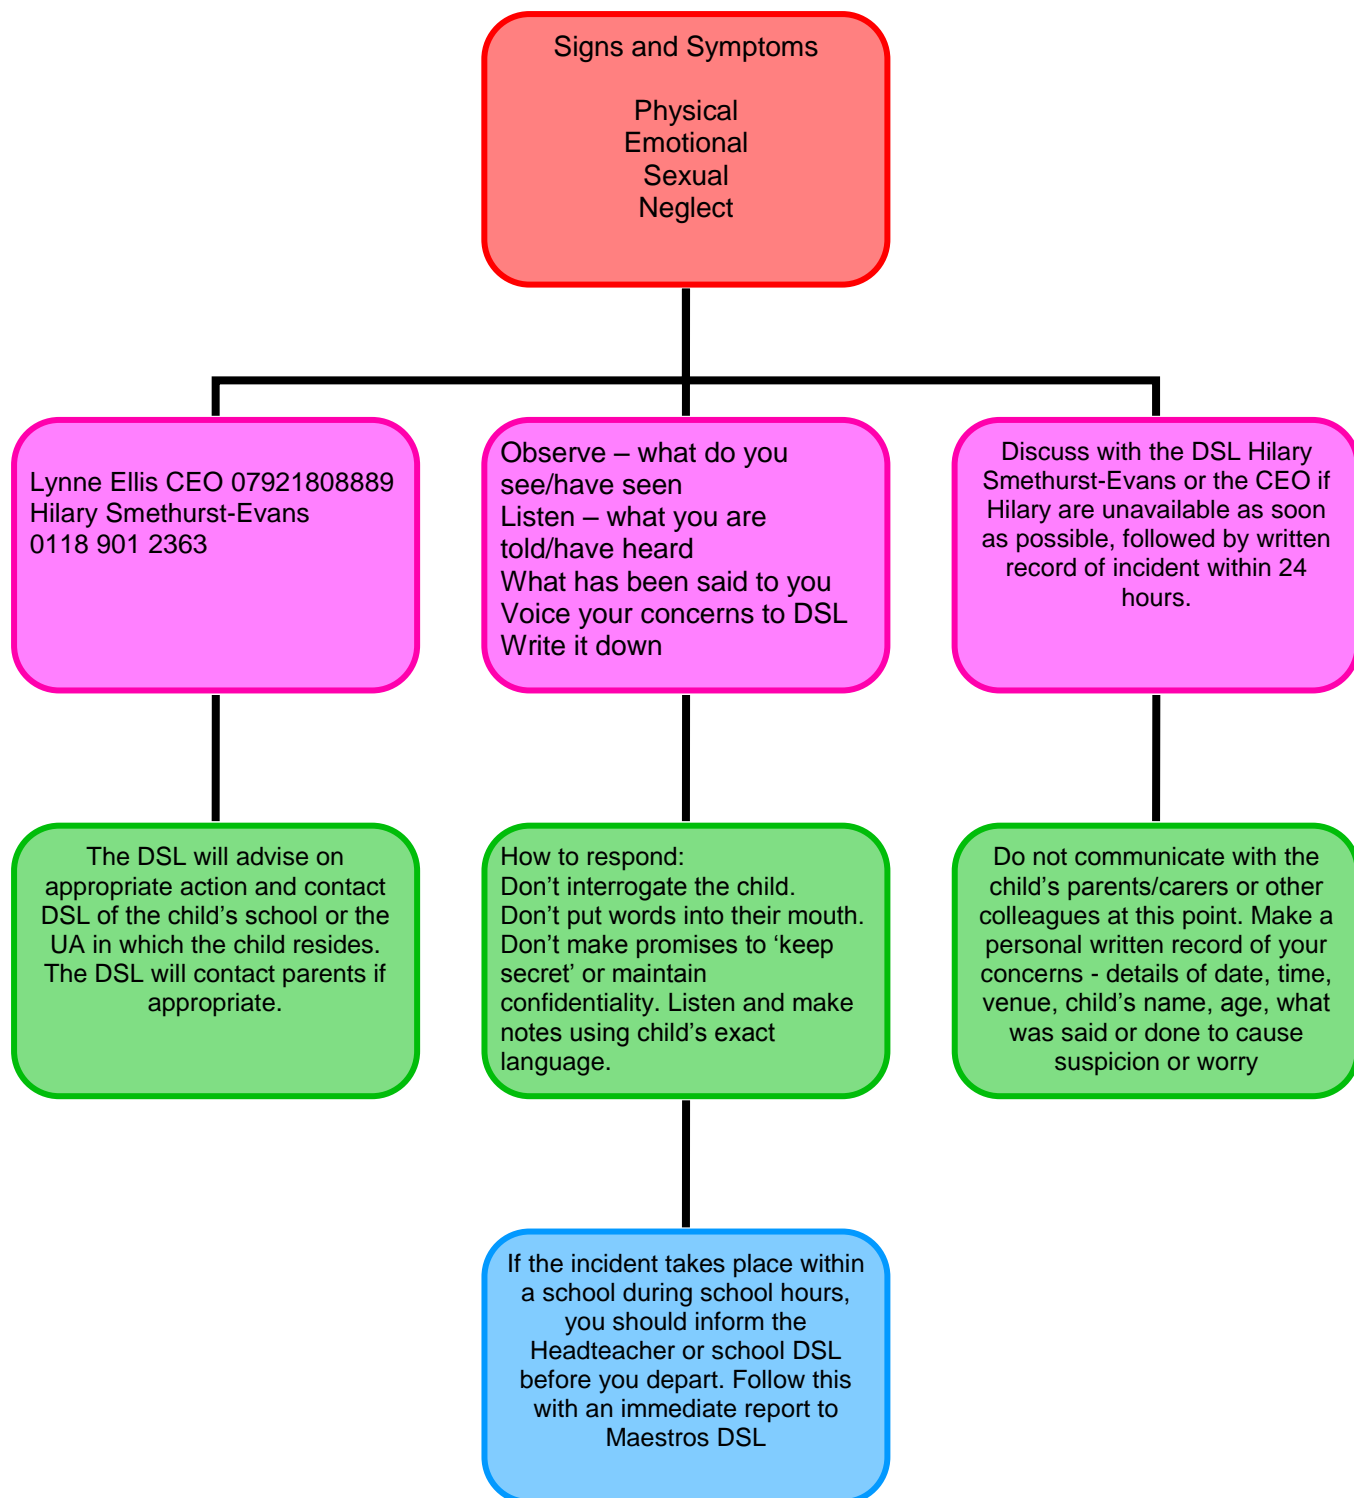 Signs and Symptoms
Physical
Emotional
Sexual
Neglect
Lynne Ellis CEO 07921808889
Hilary Smethurst-Evans
0118 901 2363
Observe – what do you
see/have seen
Listen – what you are
told/have heard
What has been said to you
Voice your concerns to DSL
Write it down
Discuss with the DSL Hilary
Smethurst-Evans or the CEO if
Hilary are unavailable as soon
as possible, followed by written
record of incident within 24
hours.
The DSL will advise on
appropriate action and contact
DSL of the child’s school or the
UA in which the child resides.
The DSL will contact parents if
appropriate.
How to respond:
Don’t interrogate the child.
Don’t put words into their mouth.
Don’t make promises to ‘keep
secret’ or maintain
confidentiality. Listen and make
notes using child’s exact
language.
Do not communicate with the
child’s parents/carers or other
colleagues at this point. Make a
personal written record of your
concerns - details of date, time,
venue, child’s name, age, what
was said or done to cause
suspicion or worry
If the incident takes place within
a school during school hours,
you should inform the
Headteacher or school DSL
before you depart. Follow this
with an immediate report to
Maestros DSL